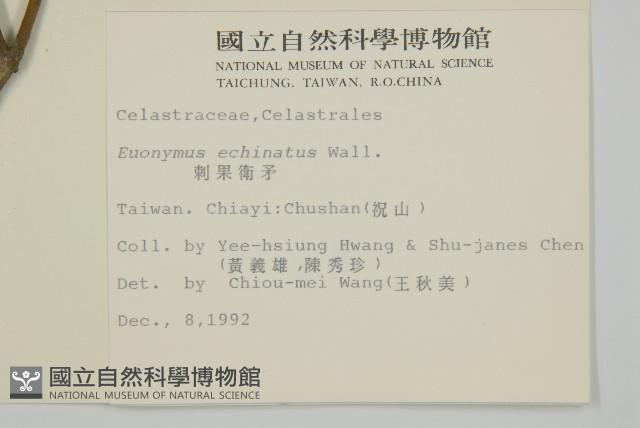 國立自然科學博物館
NATIONAL MUSEUM OF NATURAL SCIENCE
TAICHUNG, TAIWAN, R.O.CHINA
Celastraceae,Celastrales
Euonymus echinatus Wall.
刺果衛矛
Taiwan. Chiayi:Chushan(祝山)
Coll. by Yee-hsiung Hwang & Shu-janes Chen
(黃義雄,陳秀珍)
Det. by Chiou-mei Wang(王秋美)
Dec., 8,1992
國立自然科學博物館
NATIONAL MUSEUM OF NATURAL SCIENCE